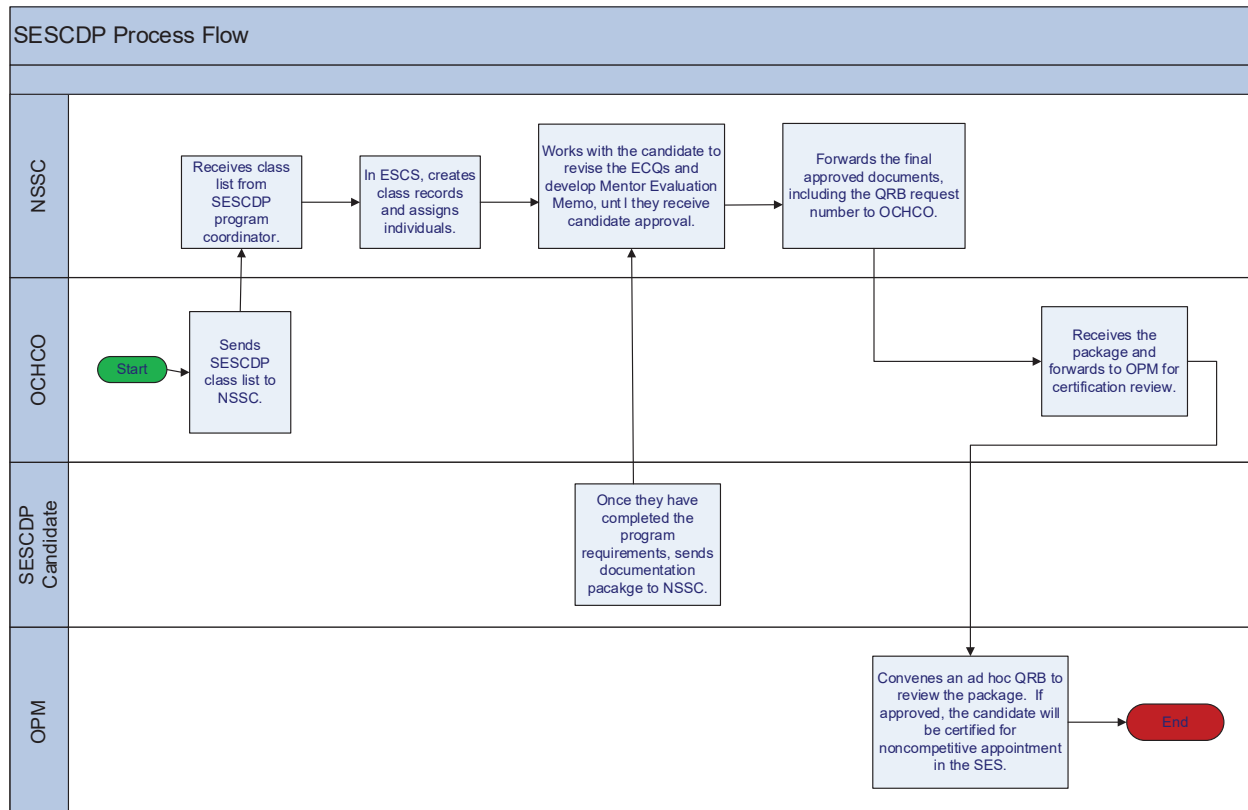 SESCDP Process Flow
NSSC
Receives class
list from
SESCDP
program
coordinator.
In ESCS, creates
class records
and assigns
individuals.
Works with the candidate to
revise the ECQs and
develop Mentor Evaluation
Memo, unt l they receive
candidate approval.
Forwards the final
approved documents,
including the QRB request
number to OCHCO.
OCHCO
Start
Sends
SESCDP
class list to
NSSC.
Receives the
package and
forwards to OPM for
certification review.
SESCDP
Candidate
Once they have
completed the
program
requirements, sends
documentation
pacakge to NSSC.
OPM
Convenes an ad hoc QRB to
review the package.  If
approved, the candidate will
be certified for
noncompetitive appointment
in the SES.
End